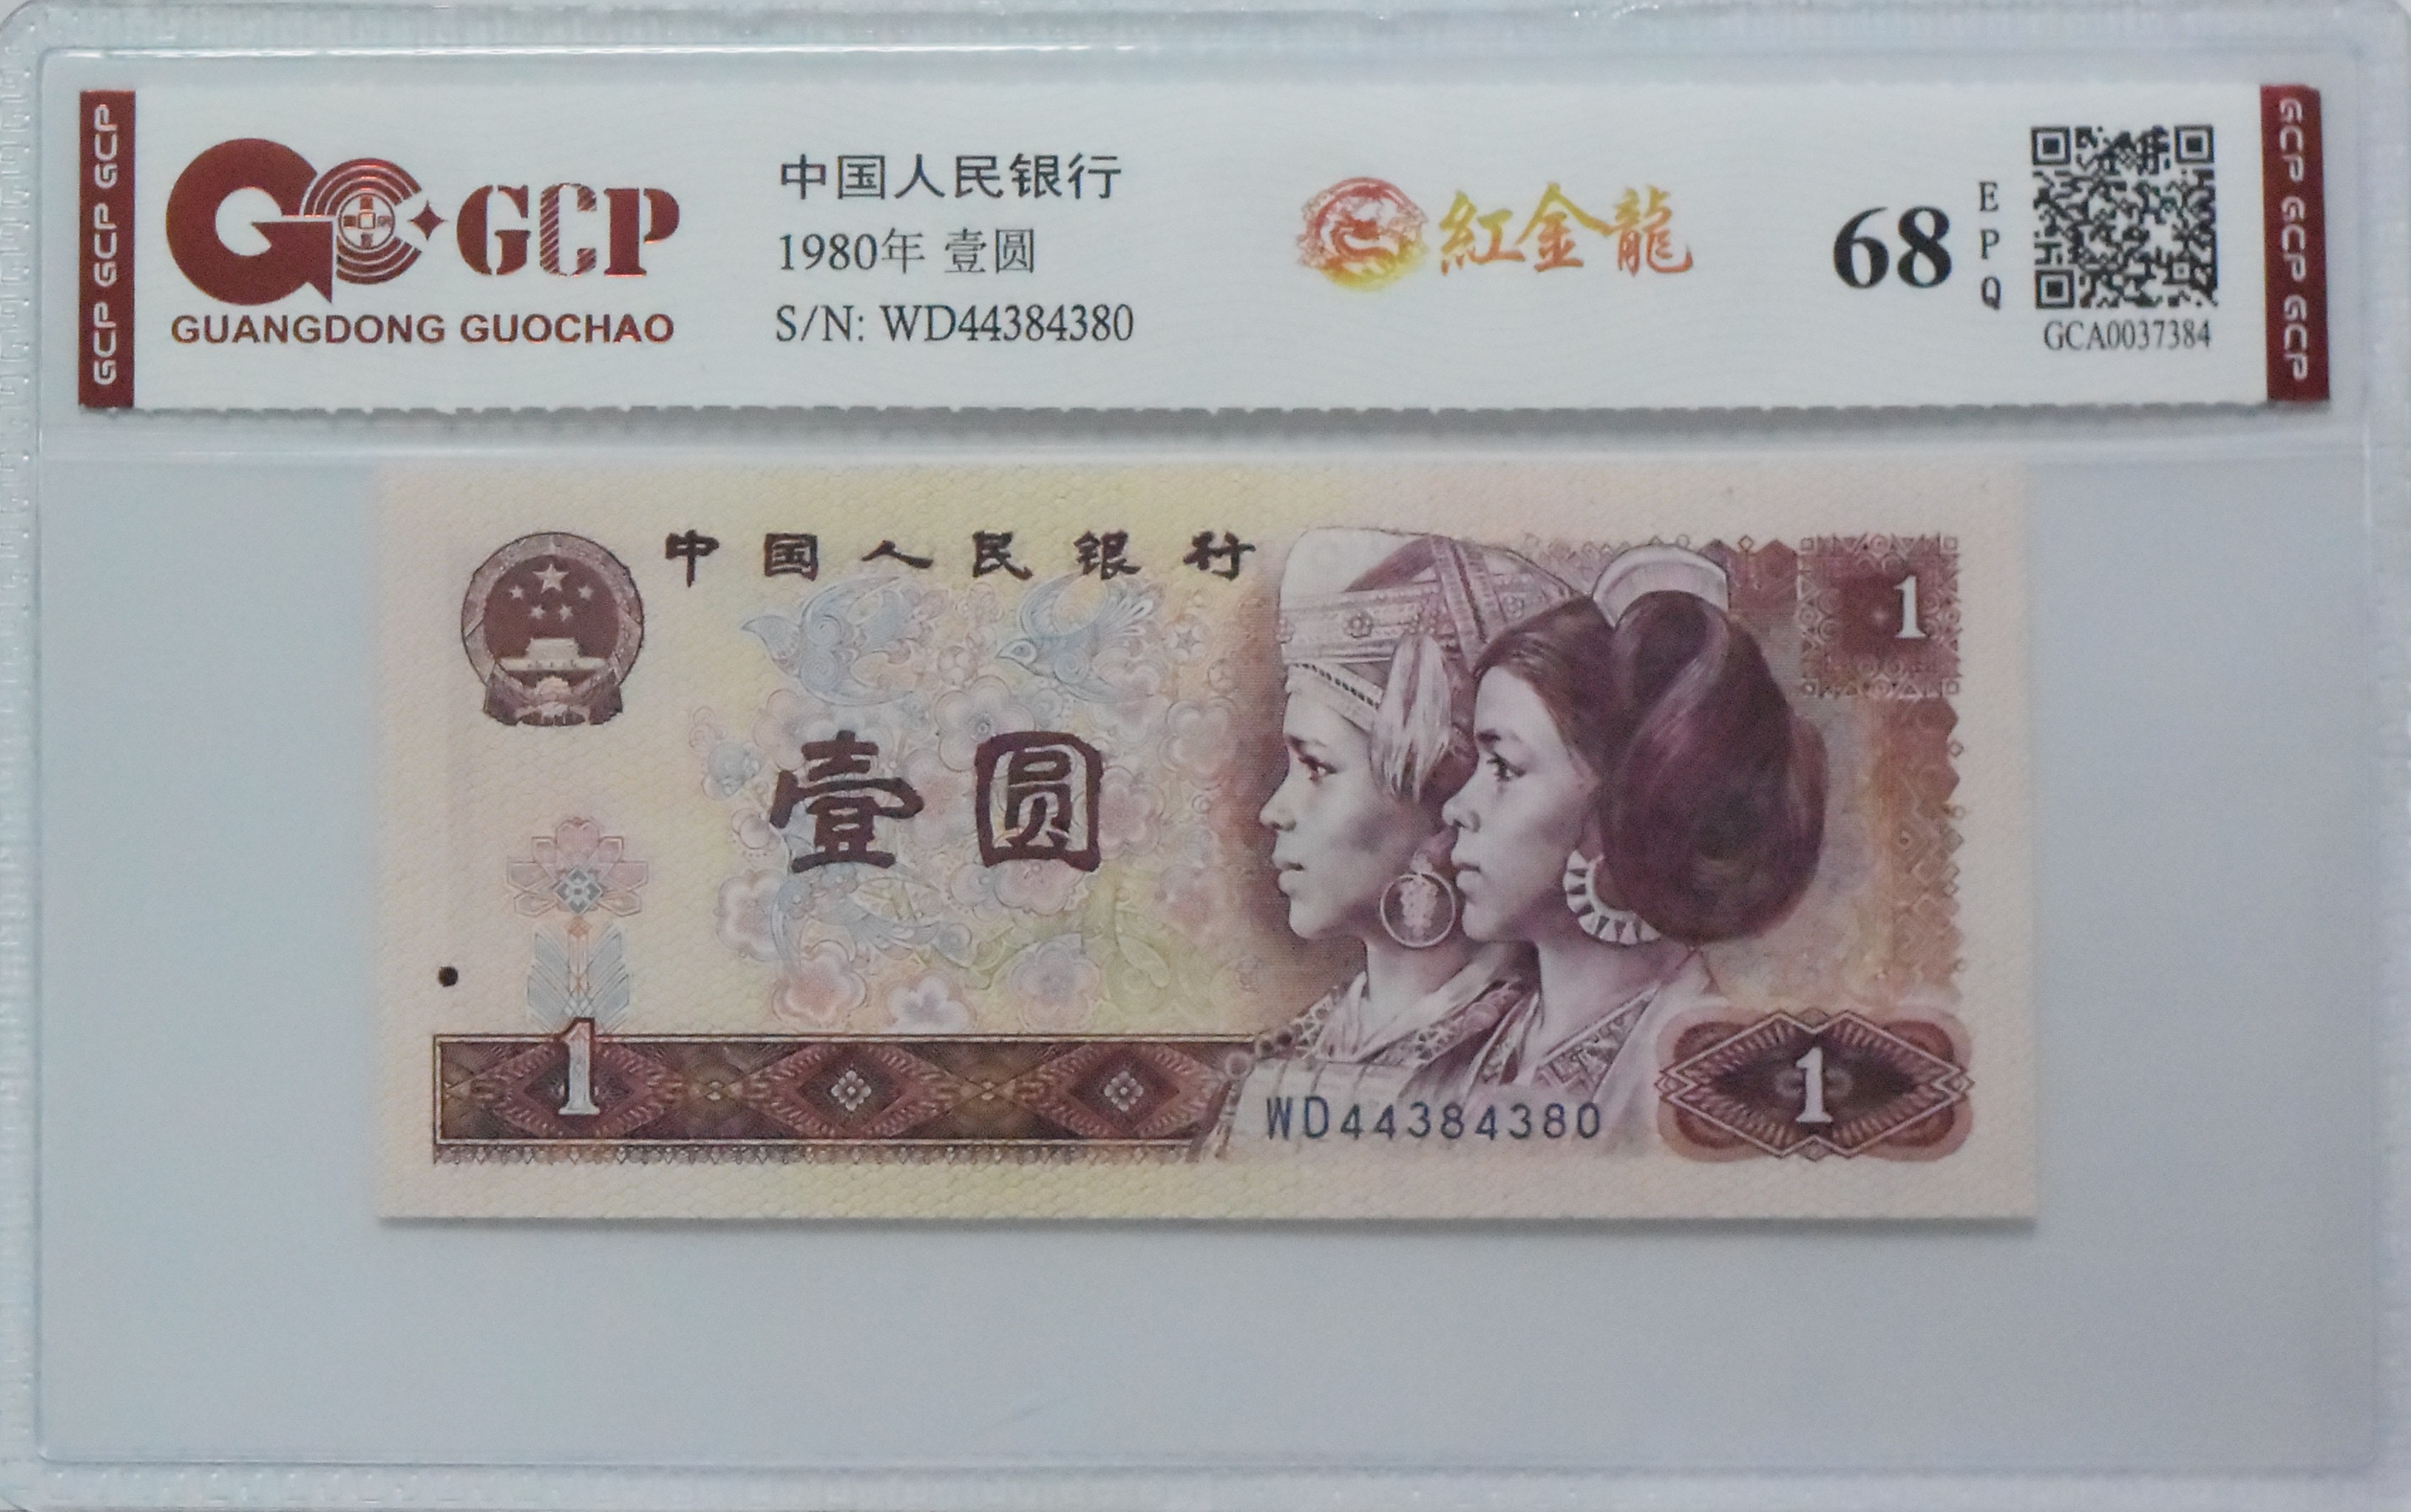 GCP GCP GCP
GCP
GUANGDONG GUOCHAO
中国人民银行
1980年 壹圆
S/N: WD44384380
紅金龍
68
EPQ
GCA0037384
GCP GCP GCP
中国人民银行
1
壹圆
1
WD44384380
1